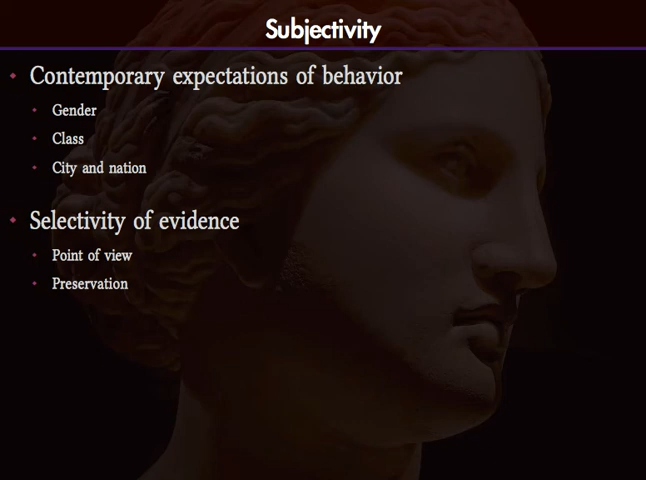 Subjectivity
Contemporary expectations of behavior
Gender
Class
City and nation
Selectivity of evidence
Point of view
Preservation